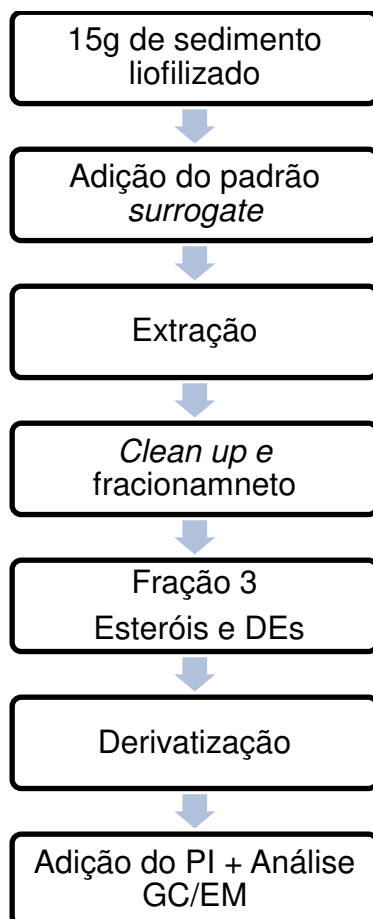 15g de sedimento
liofilizado
Adição do padrão
surrogate
Extração
Clean up e
fracionamneto
Fração 3
Esteróis e DEs
Derivatização
Adição do PI + Análise
GC/EM